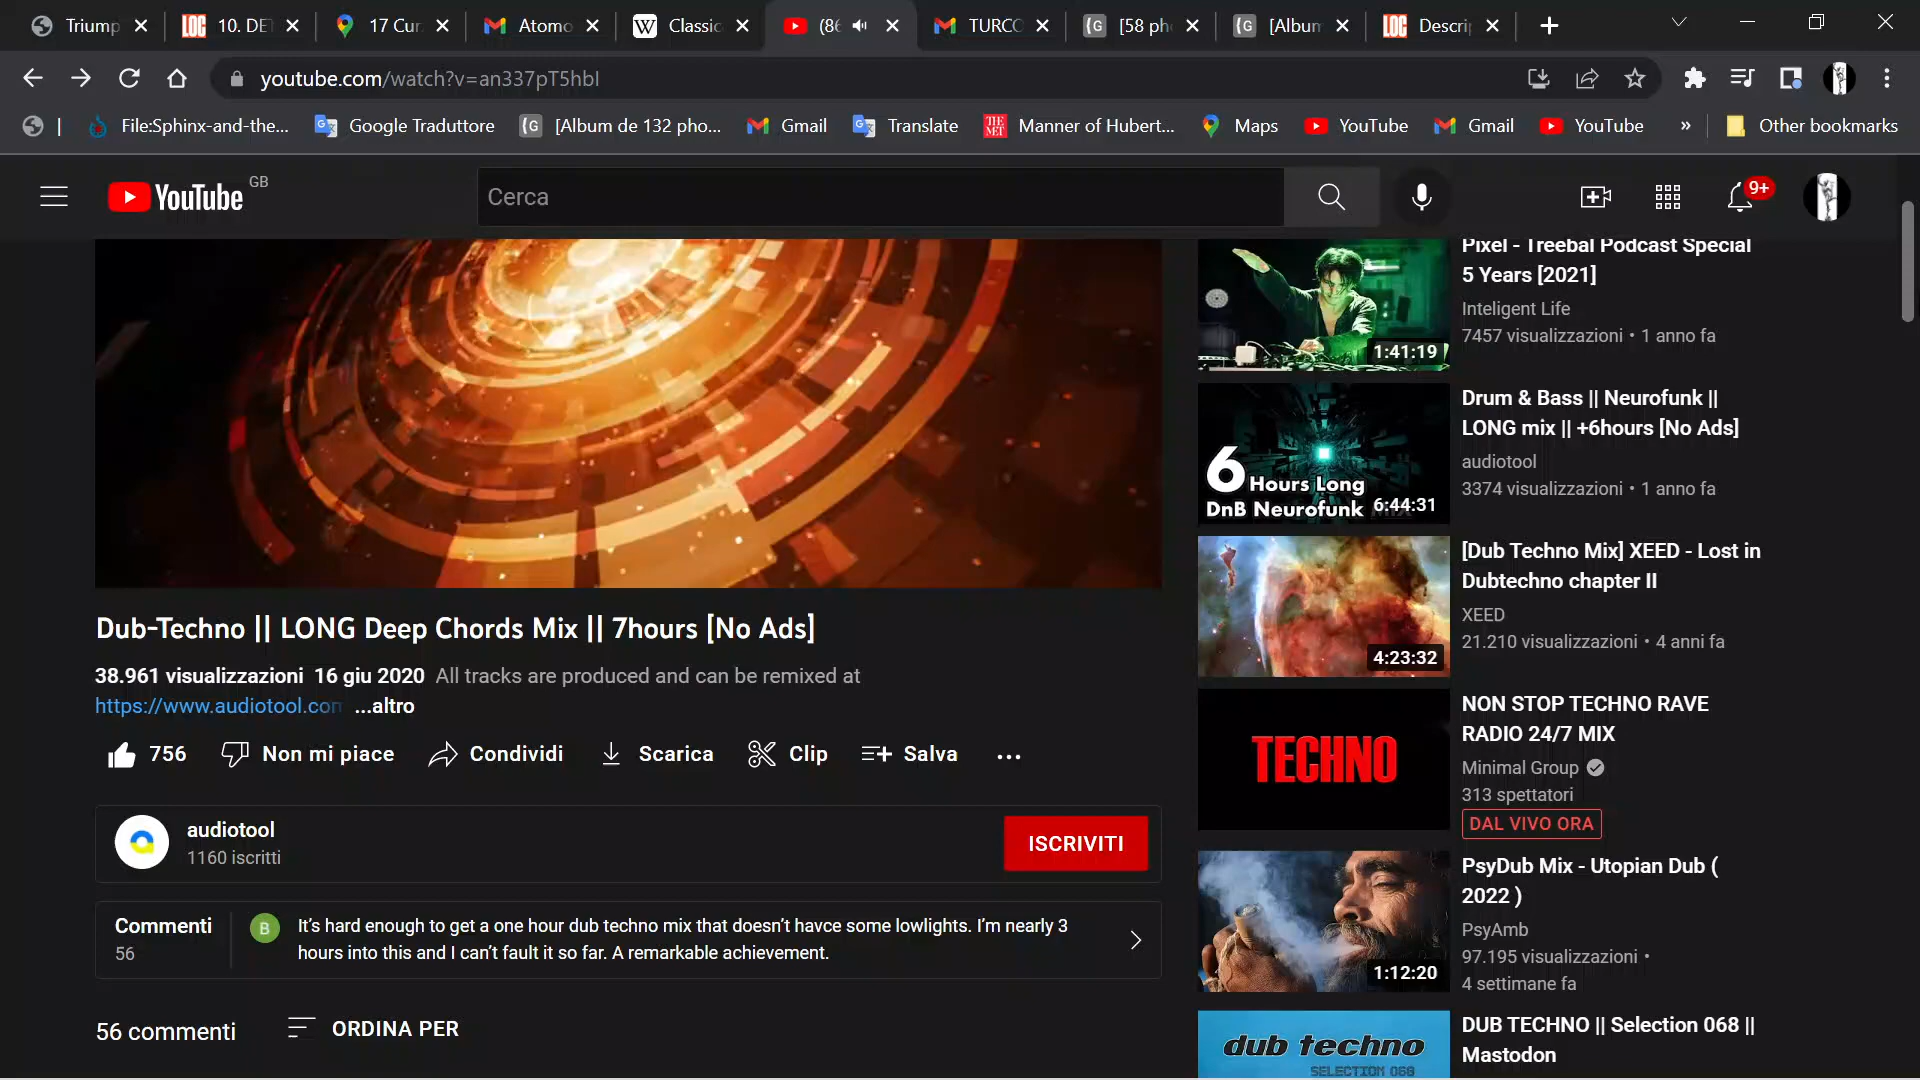 Triump
10. DE
17 Cur
Atomo
Classic
(86
TURCO
[58 ph
[Album
Descrip
youtube.com/watch?v=an337pT5hbI
File:Sphinx-and-the...
Google Traduttore
[Album de 132 pho...
Gmail
Translate
Manner of Hubert...
Maps
YouTube
Gmail
YouTube
»
Other bookmarks
YouTube GB
Cerca
9+
Pixel - Treebal Podcast Special
5 Years [2021]
Inteligent Life
7457 visualizzazioni • 1 anno fa
1:41:19
Drum & Bass || Neurofunk ||
LONG mix || +6hours [No Ads]
audiotool
3374 visualizzazioni • 1 anno fa
6 Hours Long
DnB Neurofunk MIX
6:44:31
[Dub Techno Mix] XEED - Lost in
Dubtechno chapter II
XEED
21.210 visualizzazioni • 4 anni fa
4:23:32
NON STOP TECHNO RAVE
RADIO 24/7 MIX
Minimal Group
313 spettatori
DAL VIVO ORA
TECHNO
PsyDub Mix - Utopian Dub (
2022 )
PsyAmb
97.195 visualizzazioni •
4 settimane fa
1:12:20
DUB TECHNO || Selection 068 ||
Mastodon
dub techno
SELECTION 068
Dub-Techno || LONG Deep Chords Mix || 7hours [No Ads]
38.961 visualizzazioni 16 giu 2020 All tracks are produced and can be remixed at
https://www.audiotool.com ...altro
756 Non mi piace Condividi Scarica Clip Salva ...
audiotool
1160 iscritti
ISCRIVITI
Commenti
56
B
It's hard enough to get a one hour dub techno mix that doesn't havce some lowlights. I'm nearly 3
hours into this and I can't fault it so far. A remarkable achievement.
56 commenti
ORDINA PER